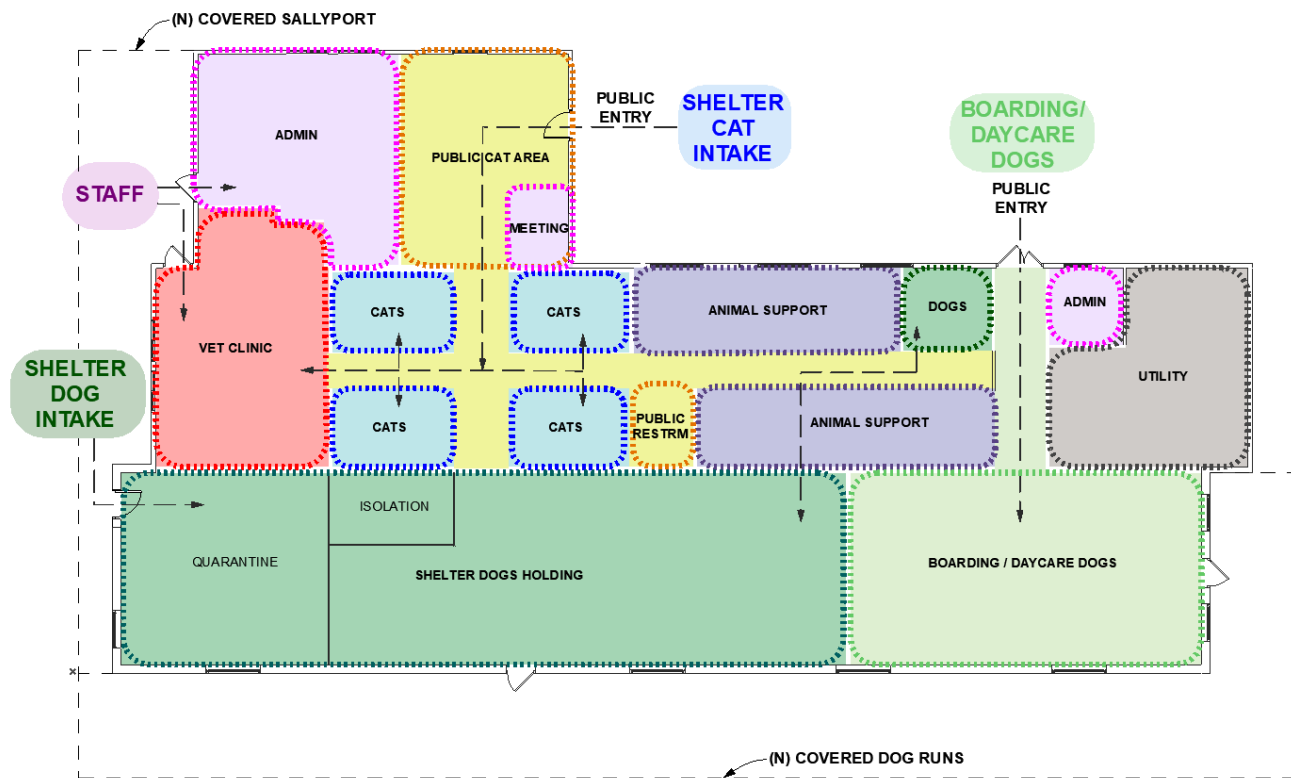 (N) COVERED SALLYPORT
ADMIN
PUBLIC CAT AREA
PUBLIC
ENTRY
SHELTER
CAT
INTAKE
BOARDING/
DAYCARE
DOGS
PUBLIC
ENTRY
STAFF
MEETING
CATS
CATS
ANIMAL SUPPORT
DOGS
ADMIN
VET CLINIC
SHELTER
DOG
INTAKE
UTILITY
CATS
CATS
PUBLIC
RESTRM
ANIMAL SUPPORT
ISOLATION
QUARANTINE
SHELTER DOGS HOLDING
BOARDING / DAYCARE DOGS
(N) COVERED DOG RUNS